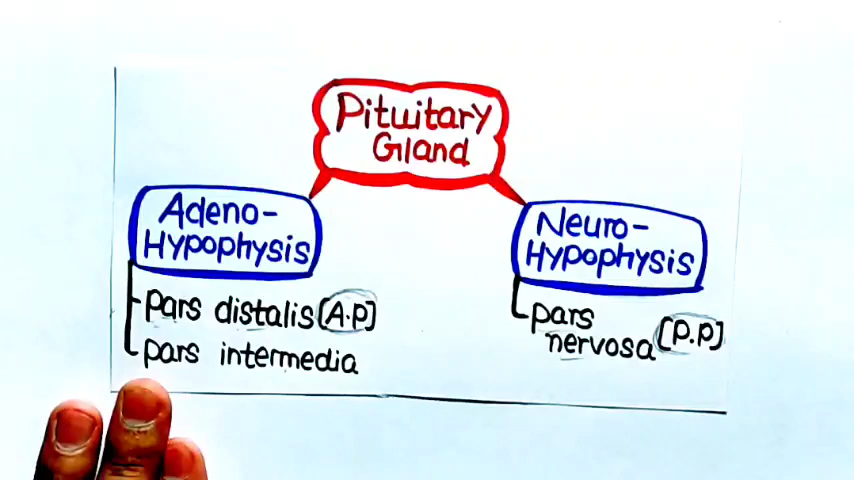 Pituitary
Gland
Adeno-
Hypophysis
pars distalis [A.P]
pars intermedia
Neuro-
Hypophysis
pars
nervosa [P.P]